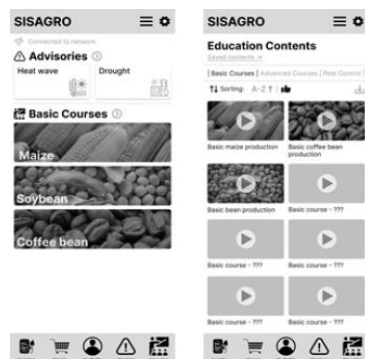 SISAGRO
Connected to network
Advisories
Heat wave
Drought
Basic Courses
Maize
Soybean
Coffee bean
SISAGRO
Education Contents
Saved contents →
| Basic Courses | Advanced Courses | Pest Control |
Sorting: A-Z ↑ |
Basic maize production
Basic coffee bean
production
Basic bean production
Basic course - ???
Basic course - ???
Basic course - ???
Basic course - ???
Basic course - ???